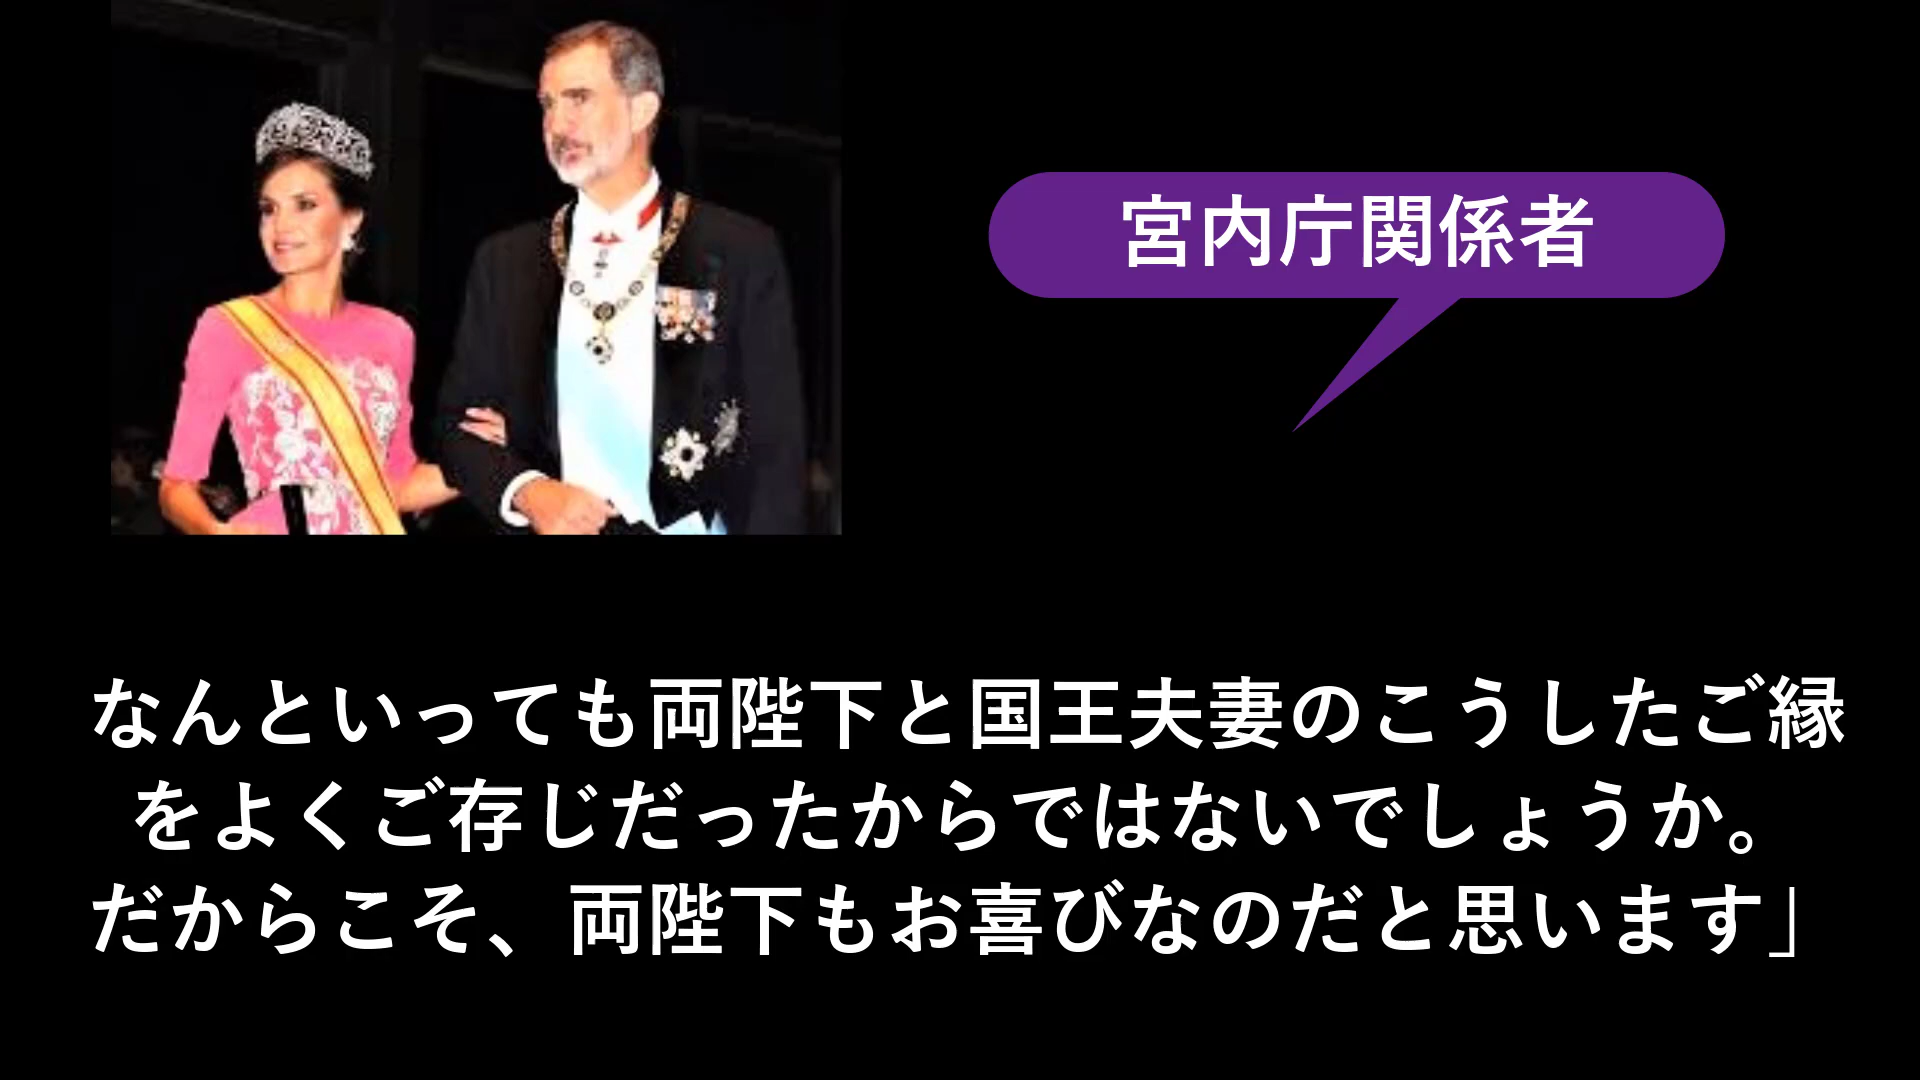 宮内庁関係者
なんといっても両陛下と国王夫妻のこうしたご縁
をよくご存じだったからではないでしょうか。
だからこそ、両陛下もお喜びなのだと思います」